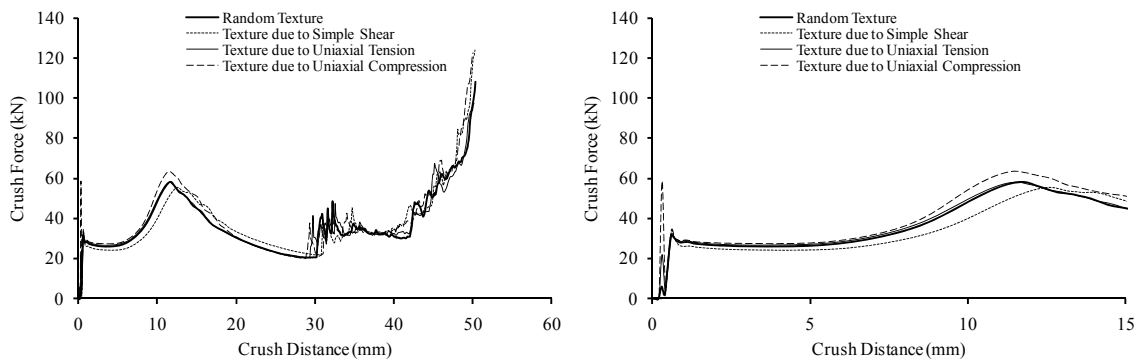 140
120
100
80
60
40
20
0
Crush Force (kN)
Random Texture
Texture due to Simple Shear
Texture due to Uniaxial Tension
Texture due to Uniaxial Compression
0 10 20 30 40 50 60
Crush Distance (mm)
140
120
100
80
60
40
20
0
Crush Force (kN)
Random Texture
Texture due to Simple Shear
Texture due to Uniaxial Tension
Texture due to Uniaxial Compression
0 5 10 15
Crush Distance (mm)